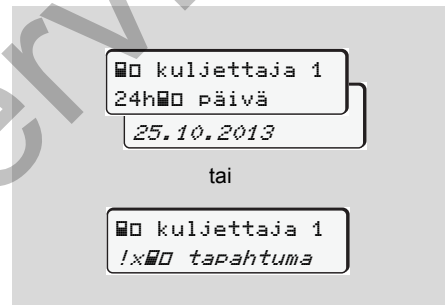 kuljettaja 1
24h päivä
25.10.2013
tai
kuljettaja 1
!x tapahtuma